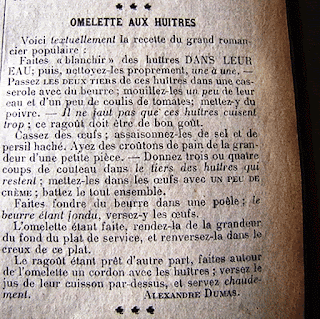 ***
OMELETTE AUX HUITRES
Voici textuellement la recette du grand roman-
cier populaire :
Faites « blanchir » des huîtres DANS LEUR
EAU; puis, nettoyez-les proprement, une à une. —
PASSEZ LES DEUX TIERS de ces huîtres dans une cas-
serole avec du beurre; mouillez-les un peu de leur
eau et d'un peu de coulis de tomates; mettez-y du
poivre. — Il ne faut pas que ces huîtres cuisent
trop; ce ragoût doit être de bon goût.
Cassez des œufs; assaisonnez-les de sel et de
persil haché. Ayez des croûtons de pain de la gran-
deur d'une petite pièce. — Donnez trois ou quatre
coups de couteau dans le tiers des huîtres qui
restent; mettez-les dans les œufs avec UN PEU DE
CRÈME; battez le tout ensemble.
Faites fondre du beurre dans une poêle; le
beurre étant fondu, versez-y les œufs.
L'omelette étant faite, rendez-la de la grandeur
du fond du plat de service, et renversez-la dans le
creux de ce plat.
Le ragoût étant prêt d'autre part, faites autour
de l'omelette un cordon avec les huîtres; versez le
jus de leur cuisson par-dessus, et servez chaude-
ment. ALEXANDRE DUMAS.
***